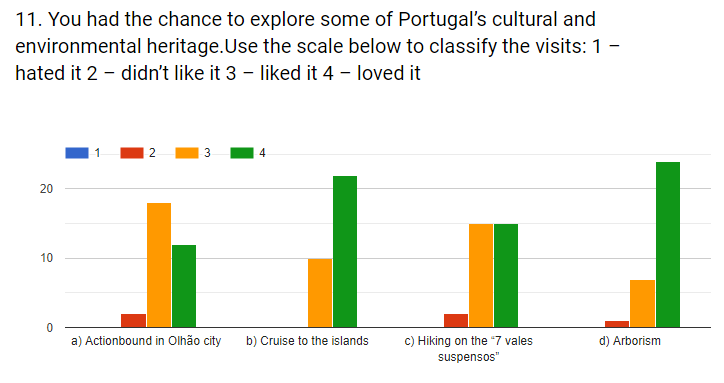 11. You had the chance to explore some of Portugal’s cultural and
environmental heritage.Use the scale below to classify the visits: 1 –
hated it 2 – didn’t like it 3 – liked it 4 – loved it
1 2 3 4
20
10
0
a) Actionbound in Olhão city b) Cruise to the islands c) Hiking on the “7 vales d) Arborism
suspensos”